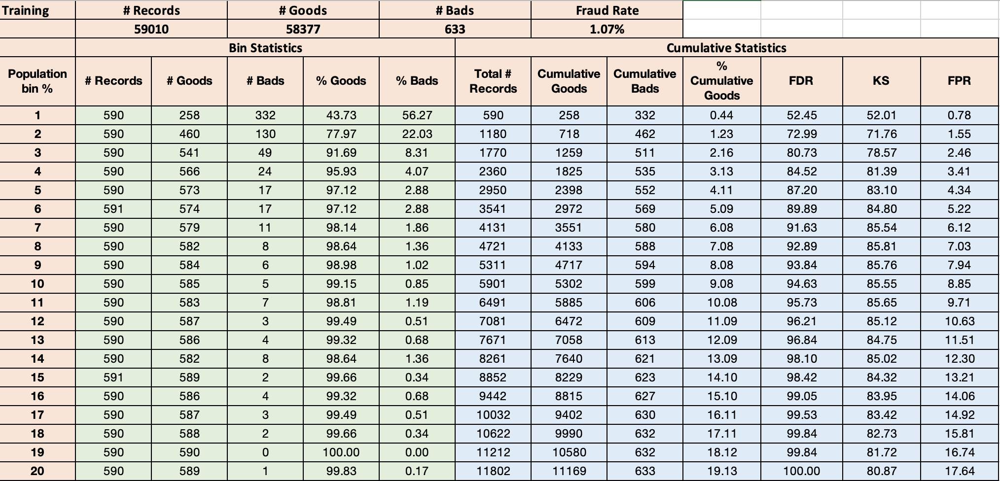 Training # Records # Goods # Bads Fraud Rate
59010 58377 633 1.07%
Bin Statistics Cumulative Statistics
Population bin % # Records # Goods # Bads % Goods % Bads Total # Records Cumulative Goods Cumulative Bads % Cumulative Goods FDR KS FPR
1 590 258 332 43.73 56.27 590 258 332 0.44 52.45 52.01 0.78
2 590 460 130 77.97 22.03 1180 718 462 1.23 72.99 71.76 1.55
3 590 541 49 91.69 8.31 1770 1259 511 2.16 80.73 78.57 2.46
4 590 566 24 95.93 4.07 2360 1825 535 3.13 84.52 81.39 3.41
5 590 573 17 97.12 2.88 2950 2398 552 4.11 87.20 83.10 4.34
6 591 574 17 97.12 2.88 3541 2972 569 5.09 89.89 84.80 5.22
7 590 579 11 98.14 1.86 4131 3551 580 6.08 91.63 85.54 6.12
8 590 582 8 98.64 1.36 4721 4133 588 7.08 92.89 85.81 7.03
9 590 584 6 98.98 1.02 5311 4717 594 8.08 93.84 85.76 7.94
10 590 585 5 99.15 0.85 5901 5302 599 9.08 94.63 85.55 8.85
11 590 583 7 98.81 1.19 6491 5885 606 10.08 95.73 85.65 9.71
12 590 587 3 99.49 0.51 7081 6472 609 11.09 96.21 85.12 10.63
13 590 586 4 99.32 0.68 7671 7058 613 12.09 96.84 84.75 11.51
14 590 582 8 98.64 1.36 8261 7640 621 13.09 98.10 85.02 12.30
15 591 589 2 99.66 0.34 8852 8229 623 14.10 98.42 84.32 13.21
16 590 586 4 99.32 0.68 9442 8815 627 15.10 99.05 83.95 14.06
17 590 587 3 99.49 0.51 10032 9402 630 16.11 99.53 83.42 14.92
18 590 588 2 99.66 0.34 10622 9990 632 17.11 99.84 82.73 15.81
19 590 590 0 100.00 0.00 11212 10580 632 18.12 99.84 81.72 16.74
20 590 589 1 99.83 0.17 11802 11169 633 19.13 100.00 80.87 17.64